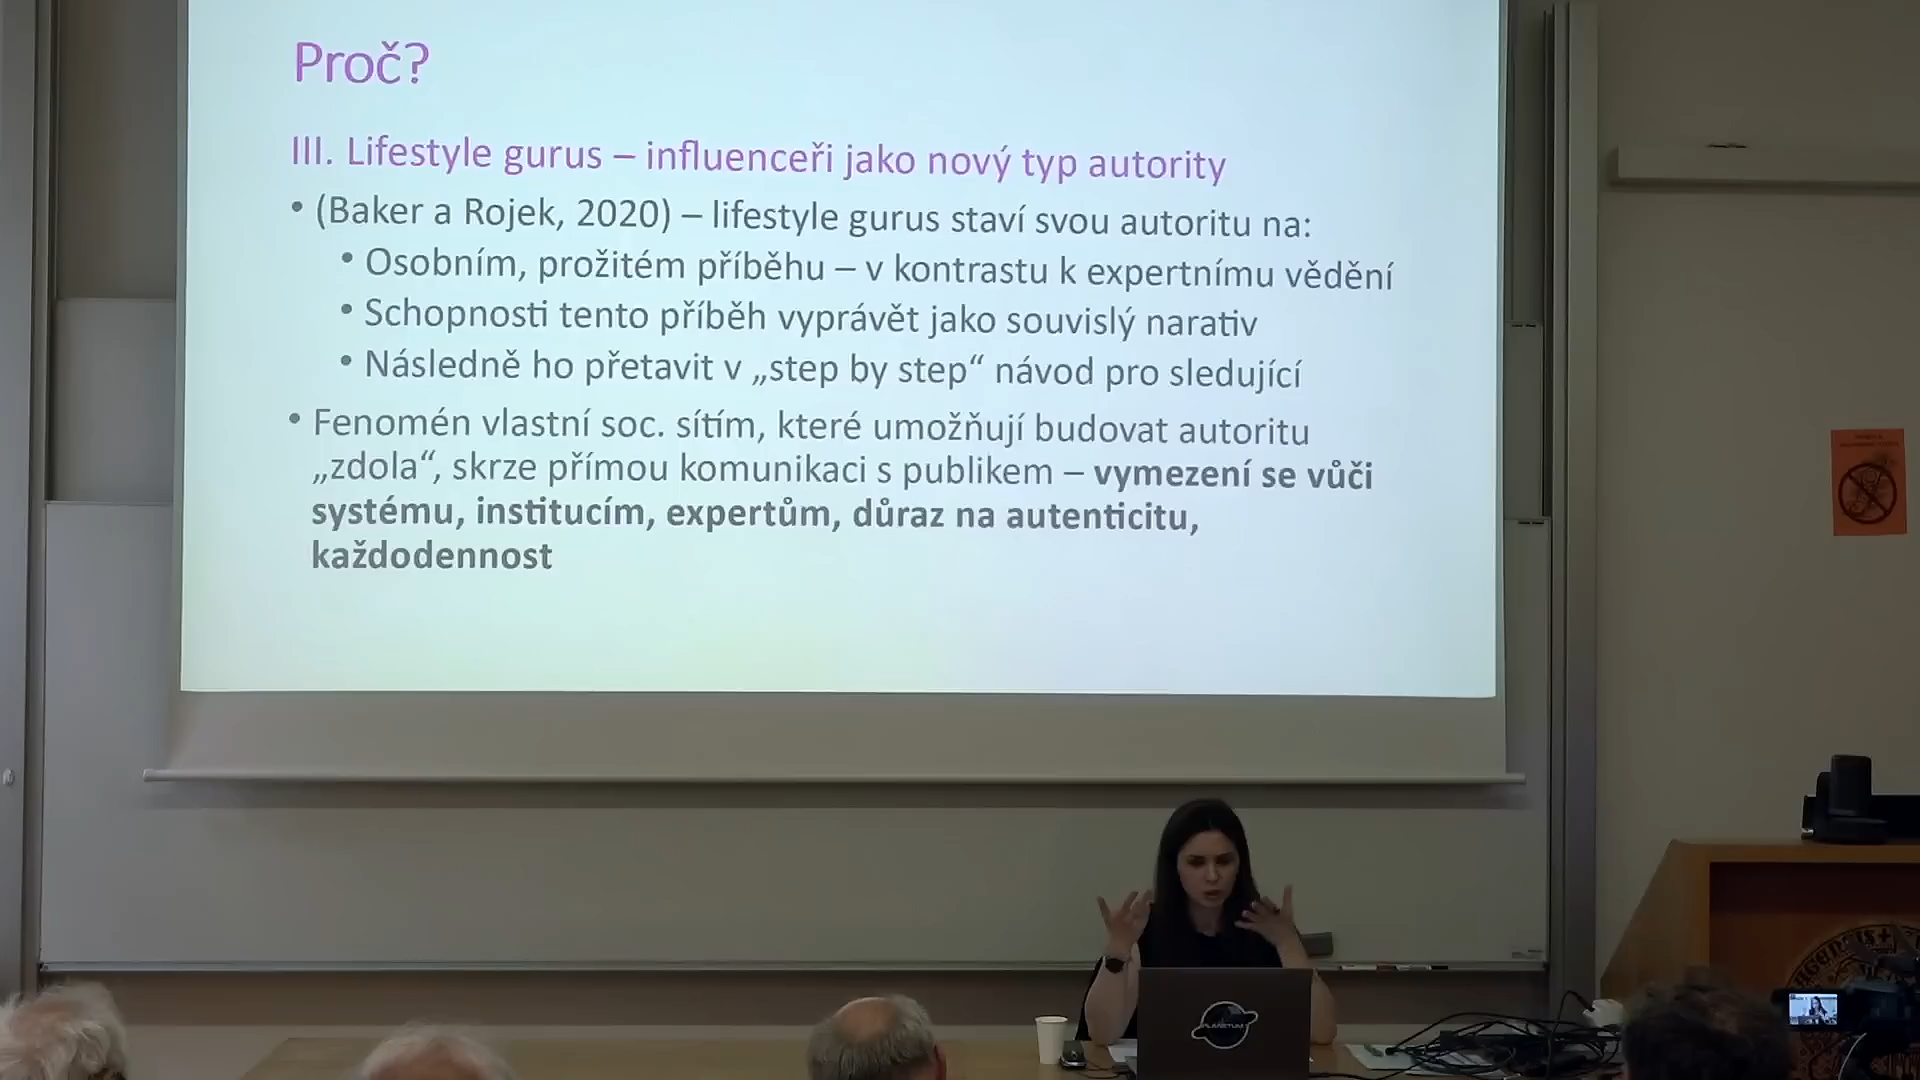 Proč?
III. Lifestyle gurus – influenceři jako nový typ autority
• (Baker a Rojek, 2020) – lifestyle gurus staví svou autoritu na:
• Osobním, prožitém příběhu – v kontrastu k expertnímu vědění
• Schopnosti tento příběh vyprávět jako souvislý narativ
• Následně ho přetavit v „step by step“ návod pro sledující
• Fenomén vlastní soc. sítím, které umožňují budovat autoritu
„zdola“, skrze přímou komunikaci s publikem – vymezení se vůči
systému, institucím, expertům, důraz na autenticitu,
každodennost
PLANETUM